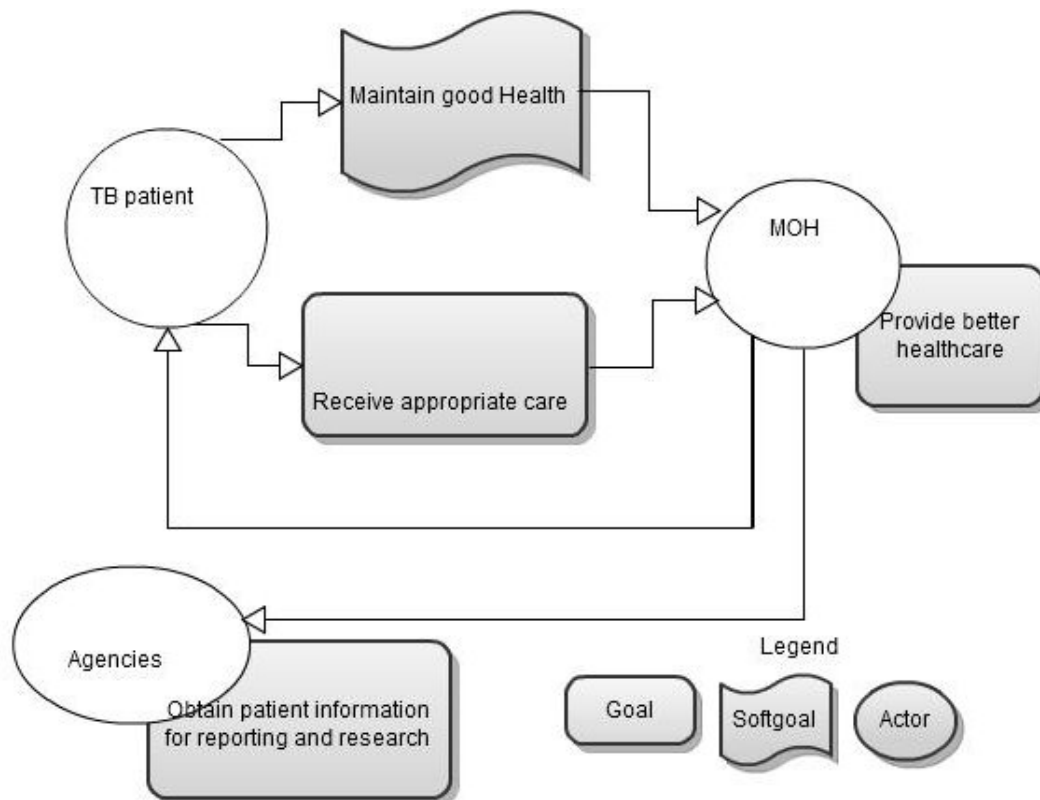 Maintain good Health
TB patient
MOH
Provide better
healthcare
Receive appropriate care
Agencies
Obtain patient information
for reporting and research
Legend
Goal
Softgoal
Actor